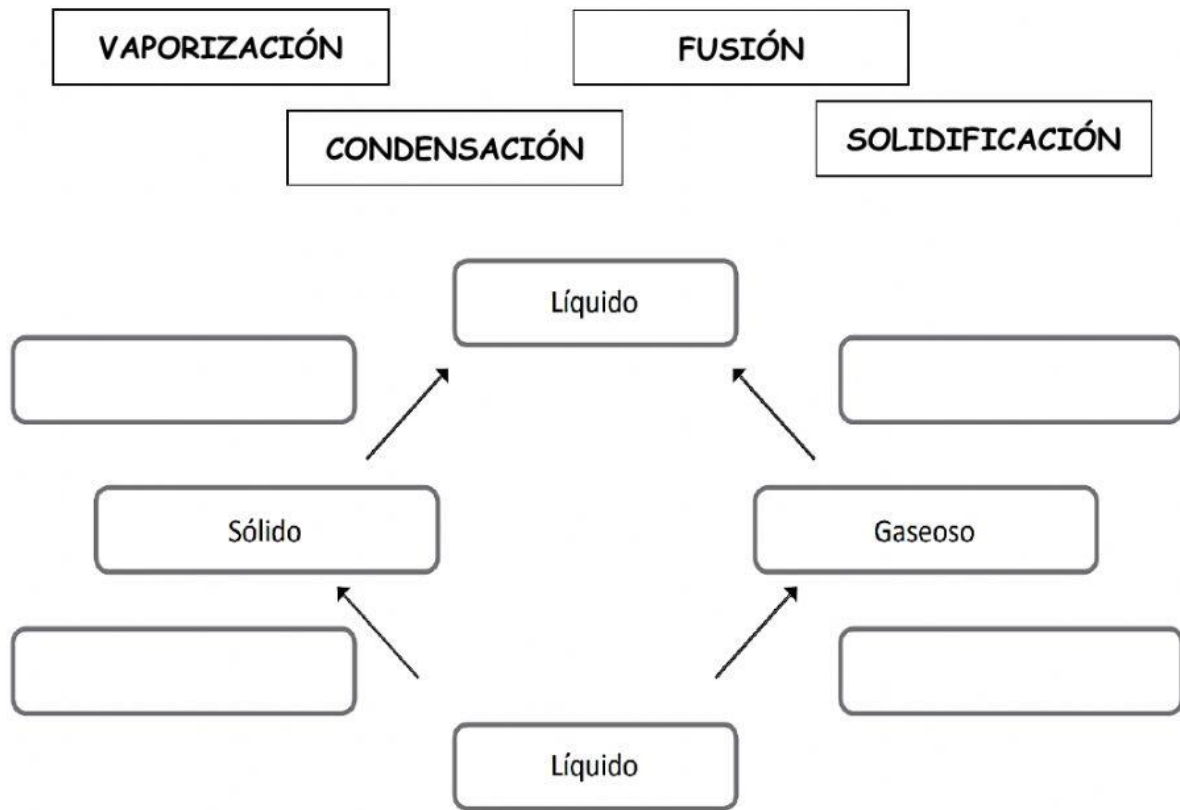 VAPORIZACIÓN
FUSIÓN
CONDENSACIÓN
SOLIDIFICACIÓN
Líquido
Sólido
Gaseoso
Líquido